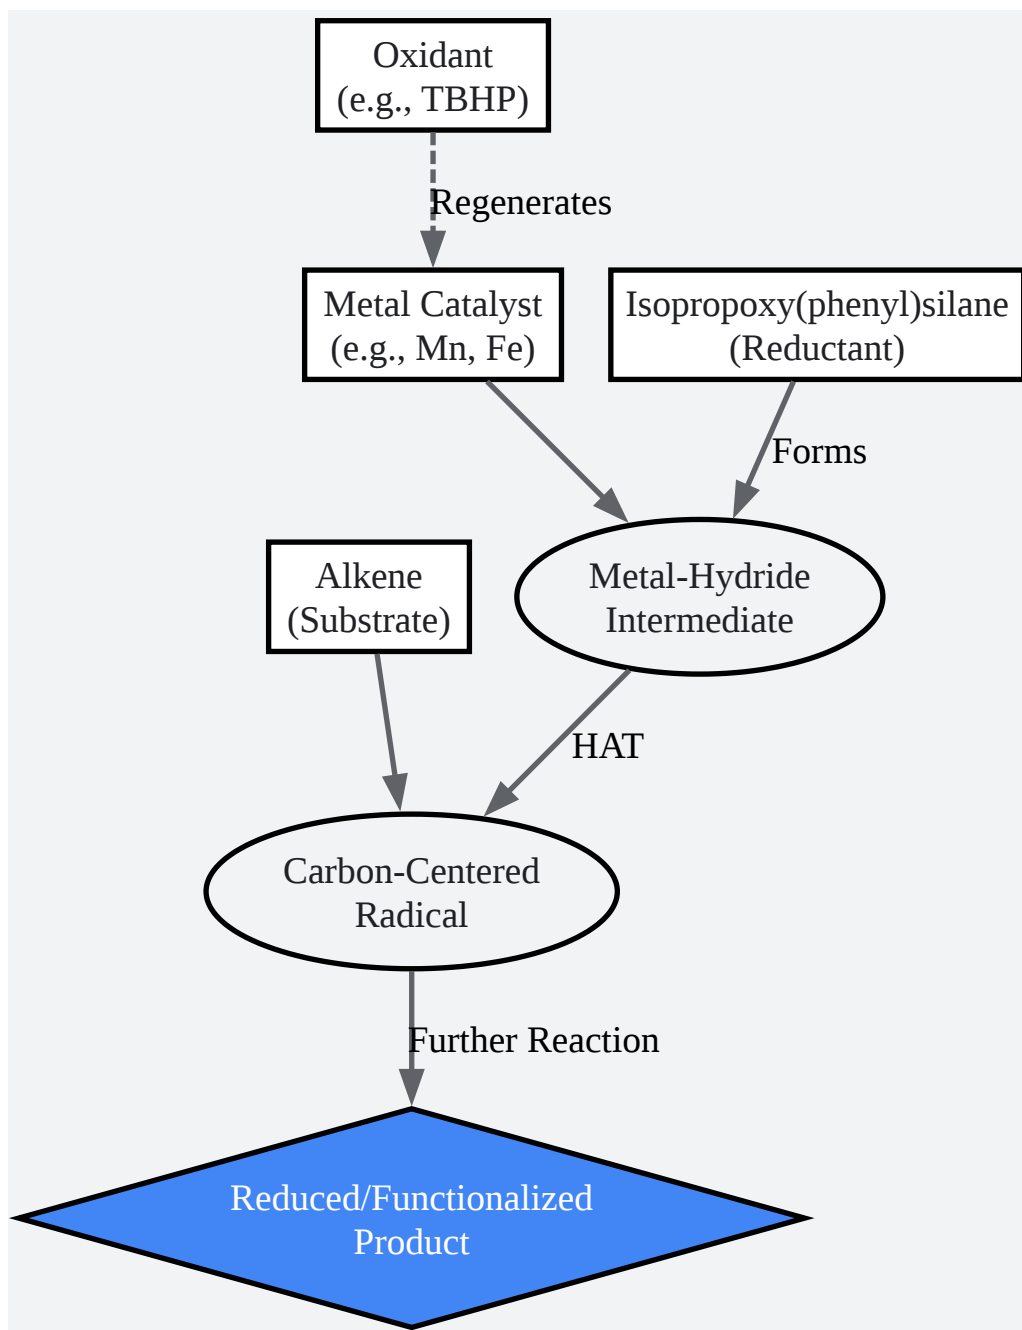 Oxidant
(e.g., TBHP)
Regenerates
Metal Catalyst
(e.g., Mn, Fe)
Isopropoxy(phenyl)silane
(Reductant)
Forms
Alkene
(Substrate)
Metal-Hydride
Intermediate
HAT
Carbon-Centered
Radical
Further Reaction
Reduced/Functionalized
Product